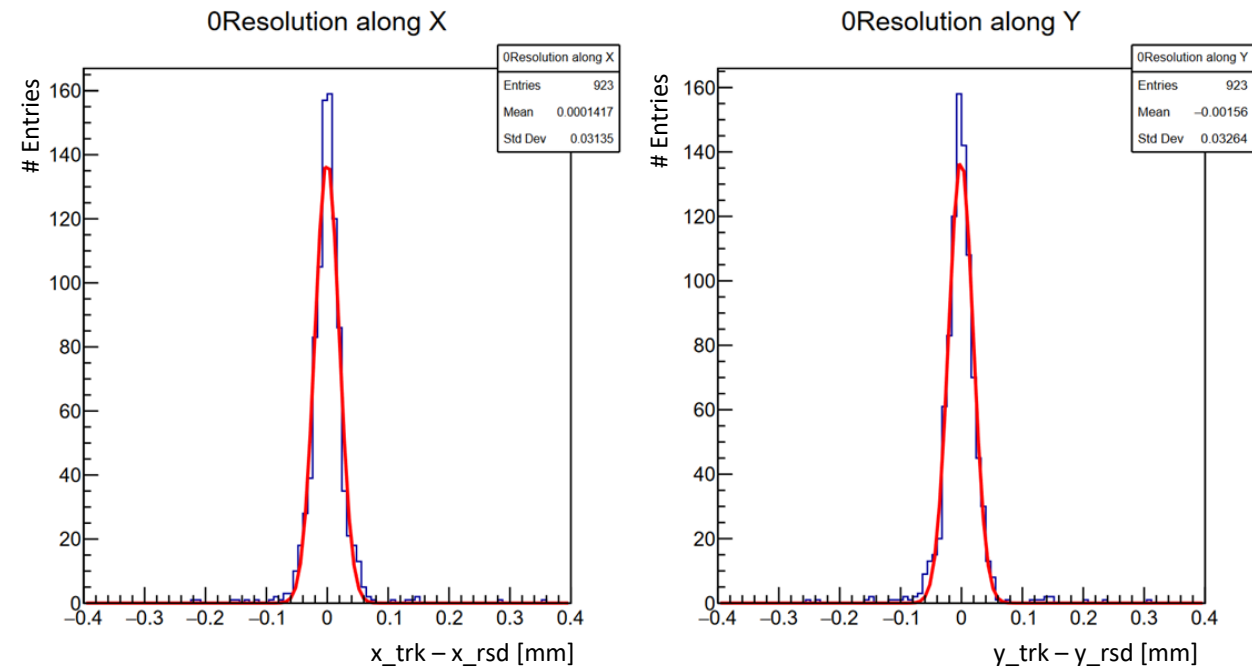 0Resolution along X
0Resolution along X
Entries 923
Mean 0.0001417
Std Dev 0.03135
# Entries
160
140
120
100
80
60
40
20
0
−0.4 −0.3 −0.2 −0.1 0 0.1 0.2 0.3 0.4
x_trk – x_rsd [mm]
0Resolution along Y
0Resolution along Y
Entries 923
Mean −0.00156
Std Dev 0.03264
# Entries
160
140
120
100
80
60
40
20
0
−0.4 −0.3 −0.2 −0.1 0 0.1 0.2 0.3 0.4
y_trk – y_rsd [mm]